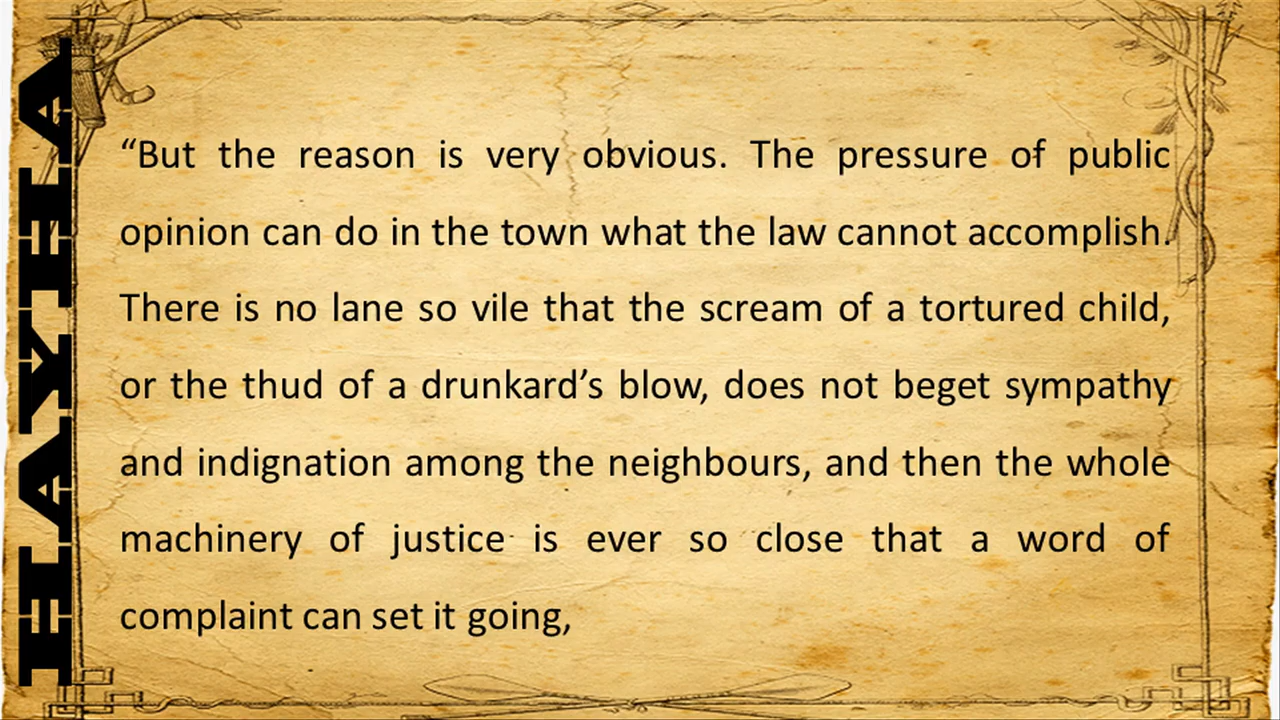 “But the reason is very obvious. The pressure of public
opinion can do in the town what the law cannot accomplish.
There is no lane so vile that the scream of a tortured child,
or the thud of a drunkard’s blow, does not beget sympathy
and indignation among the neighbours, and then the whole
machinery of justice is ever so close that a word of
complaint can set it going,